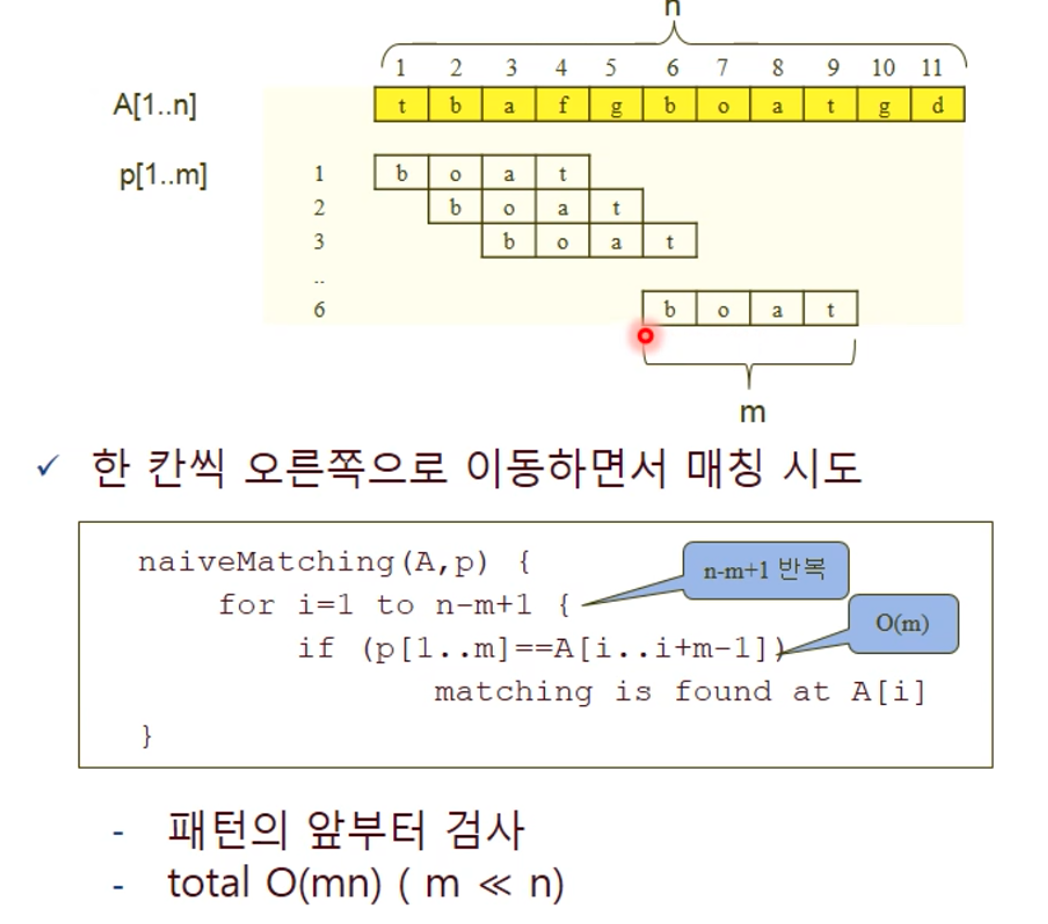 n
1 2 3 4 5 6 7 8 9 10 11
A[1..n] t b a f g b o a t g d
p[1..m] 1 b o a t
2 b o a t
3 b o a t
..
6 b o a t
m
✓ 한 칸씩 오른쪽으로 이동하면서 매칭 시도
naiveMatching(A,p) {
for i=1 to n-m+1 { n-m+1 반복
if (p[1..m]==A[i..i+m-1]) O(m)
matching is found at A[i]
}
- 패턴의 앞부터 검사
- total O(mn) ( m ≪ n)